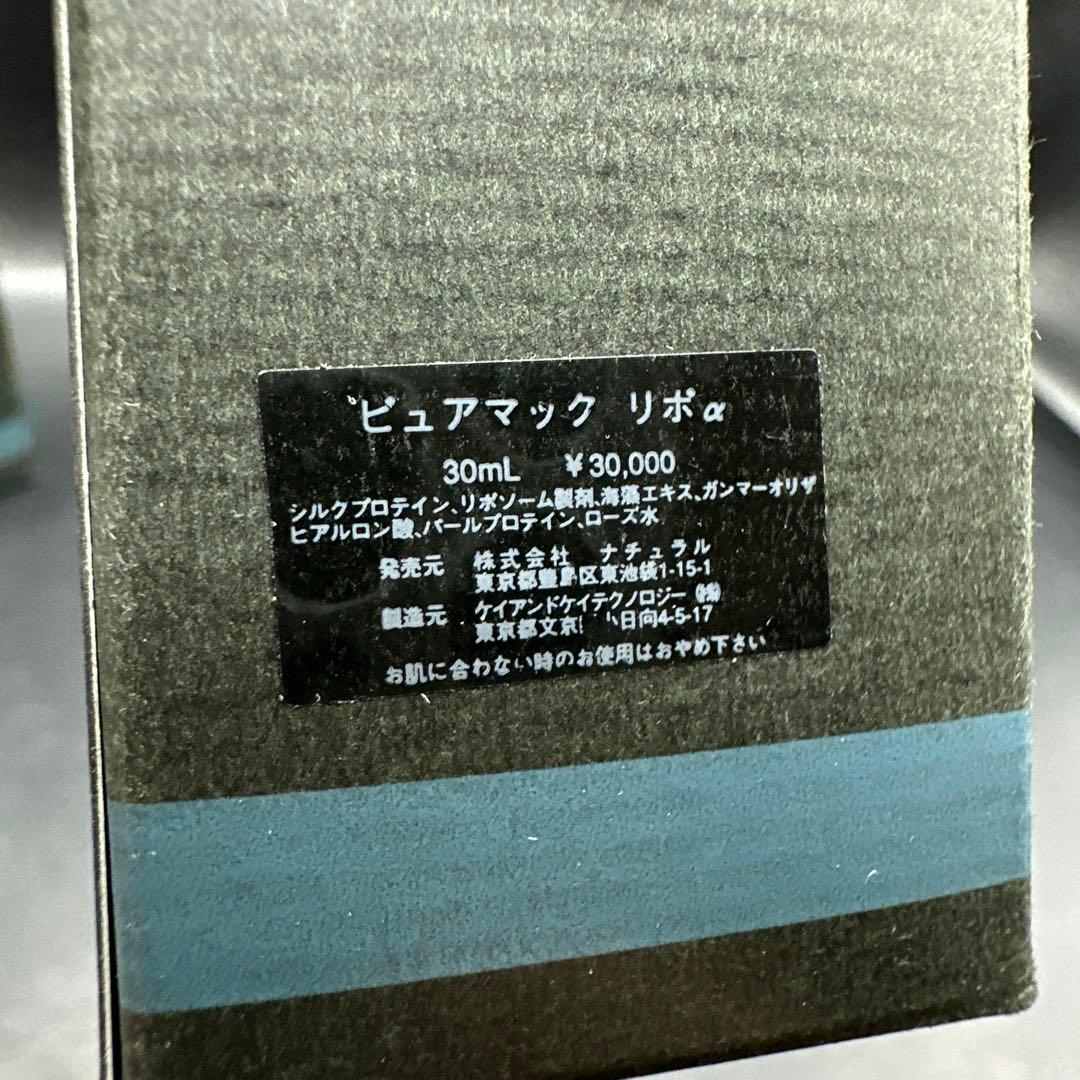 ピュアマック リポα
30mL ¥30,000
シルクプロテイン、リポソーム製剤、海藻エキス、ガンマーオリザ
ヒアルロン酸、パールプロテイン、ローズ水
発売元 株式会社 ナチュラル
東京都豊島区東池袋1-15-1
製造元 ケイアンドケイテクノロジー㈱
東京都文京 日向4-5-17
お肌に合わない時のお使用はおやめ下さい